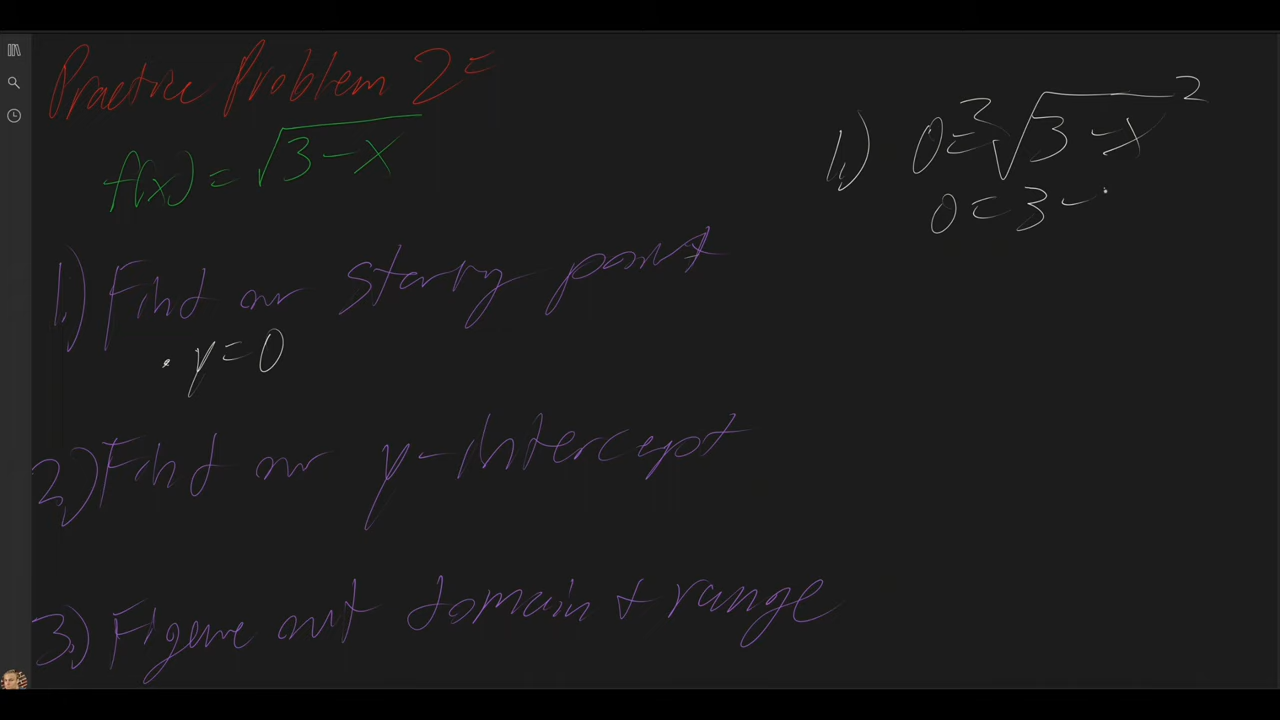 Practice Problem 2=
f(x) = √3-x
1.) Find our starting point
• y=0
2.) Find our y-intercept
3.) Figure out domain + range
1.) 0=²√3-x ²
0=3-